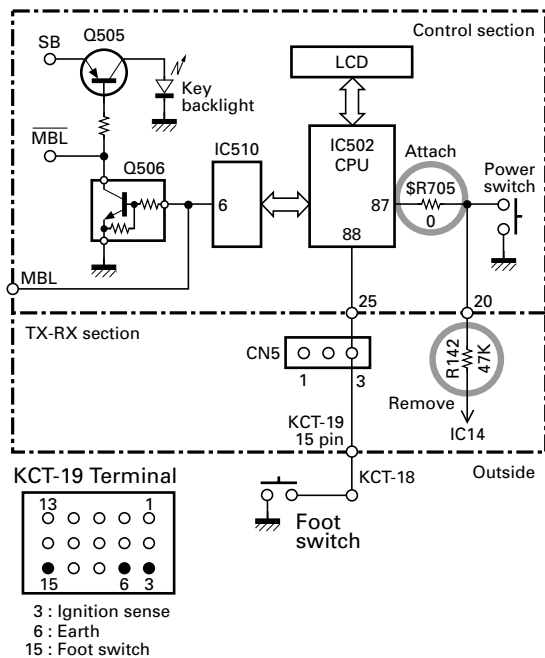 Control section
SB
Q505
Key
backlight
LCD
MBL
Q506
IC510
6
IC502
CPU
87
88
Attach
$R705
0
Power
switch
MBL
25
20
TX-RX section
CN5
1
3
R142
47K
Remove
IC14
KCT-19
15 pin
Outside
KCT-18
Foot
switch
KCT-19 Terminal
13
1
15
6
3
3 : Ignition sense
6 : Earth
15 : Foot switch